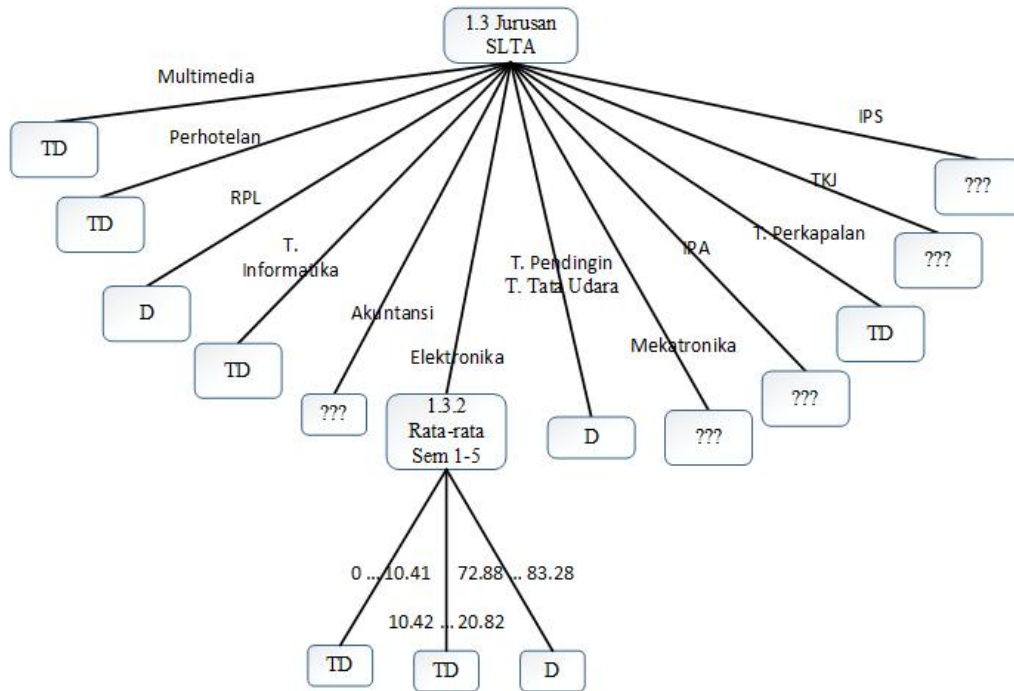 1.3 Jurusan
SLTA
Multimedia
IPS
TD
Perhotelan
???
RPL
TKJ
TD
T.
Informatika
T. Perkapalan
IPA
???
T. Pendingin
T. Tata Udara
D
Akuntansi
TD
Mekatronika
TD
Elektronika
???
???
1.3.2
Rata-rata
Sem 1-5
D
???
0 ... 10.41
72.88 ... 83.28
10.42 ... 20.82
TD
TD
D